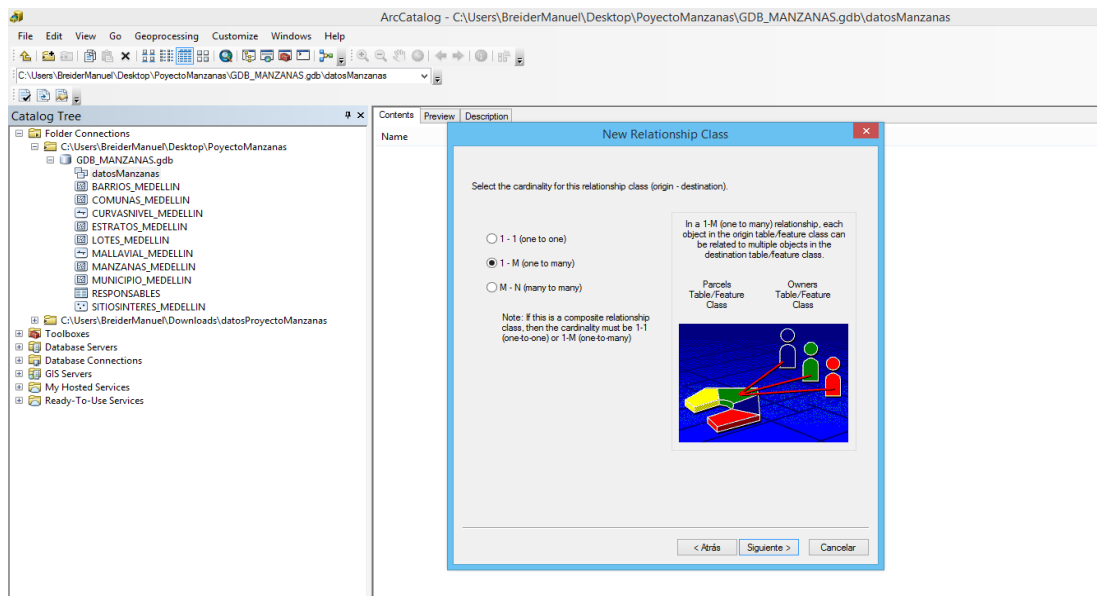 ArcCatalog - C:\Users\BreiderManuel\Desktop\PoyectoManzanas\GDB_MANZANAS.gdb\datosManzanas
File Edit View Go Geoprocessing Customize Windows Help
C:\Users\BreiderManuel\Desktop\PoyectoManzanas\GDB_MANZANAS.gdb\datosManzanas
Catalog Tree
Folder Connections
C:\Users\BreiderManuel\Desktop\PoyectoManzanas
GDB_MANZANAS.gdb
datosManzanas
BARRIOS_MEDELLIN
COMUNAS_MEDELLIN
CURVASNIVEL_MEDELLIN
ESTRATOS_MEDELLIN
LOTES_MEDELLIN
MALLAVIAL_MEDELLIN
MANZANAS_MEDELLIN
MUNICIPIO_MEDELLIN
RESPONSABLES
SITIOSINTERES_MEDELLIN
C:\Users\BreiderManuel\Downloads\datosProyectoManzanas
Toolboxes
Database Servers
Database Connections
GIS Servers
My Hosted Services
Ready-To-Use Services
Contents Preview Description
Name
New Relationship Class
Select the cardinality for this relationship class (origin - destination).
1 - 1 (one to one)
1 - M (one to many)
M - N (many to many)
Note: If this is a composite relationship
class, then the cardinality must be 1-1
(one-to-one) or 1-M (one-to-many)
In a 1-M (one to many) relationship, each
object in the origin table/feature class can
be related to multiple objects in the
destination table/feature class.
Parcels
Table/Feature
Class
Owners
Table/Feature
Class
< Atrás Siguiente > Cancelar